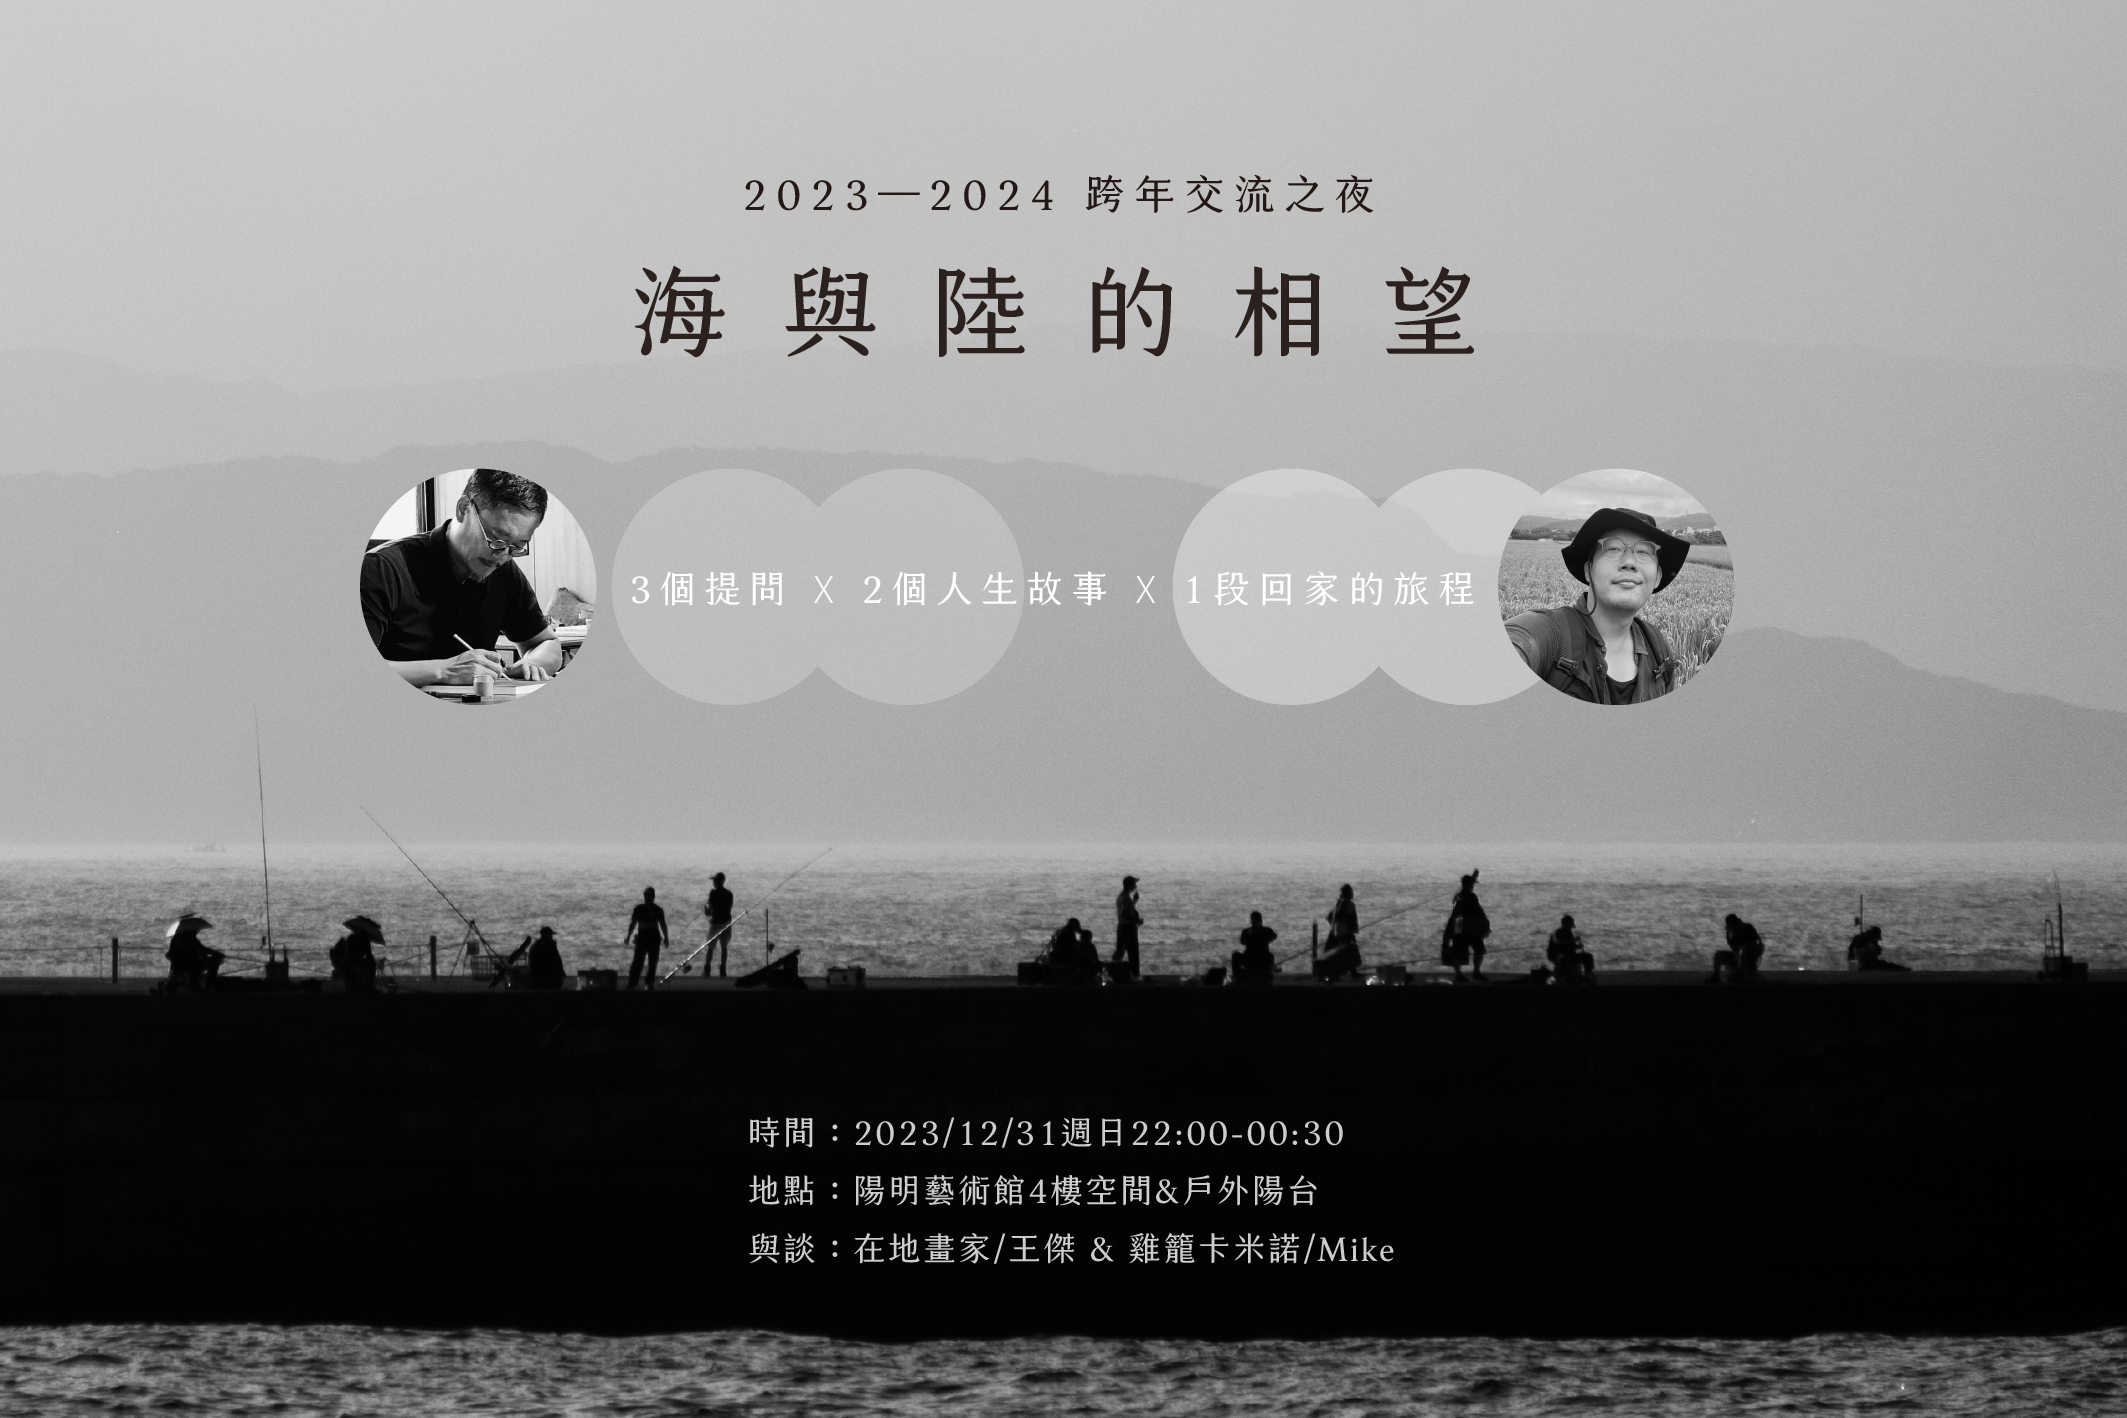 2023—2024 跨年交流之夜
海與陸的相望
3個提問 X 2個人生故事 X 1段回家的旅程
時間：2023/12/31週日22:00-00:30
地點：陽明藝術館4樓空間&戶外陽台
與談：在地畫家/王傑 & 雞籠卡米諾/Mike